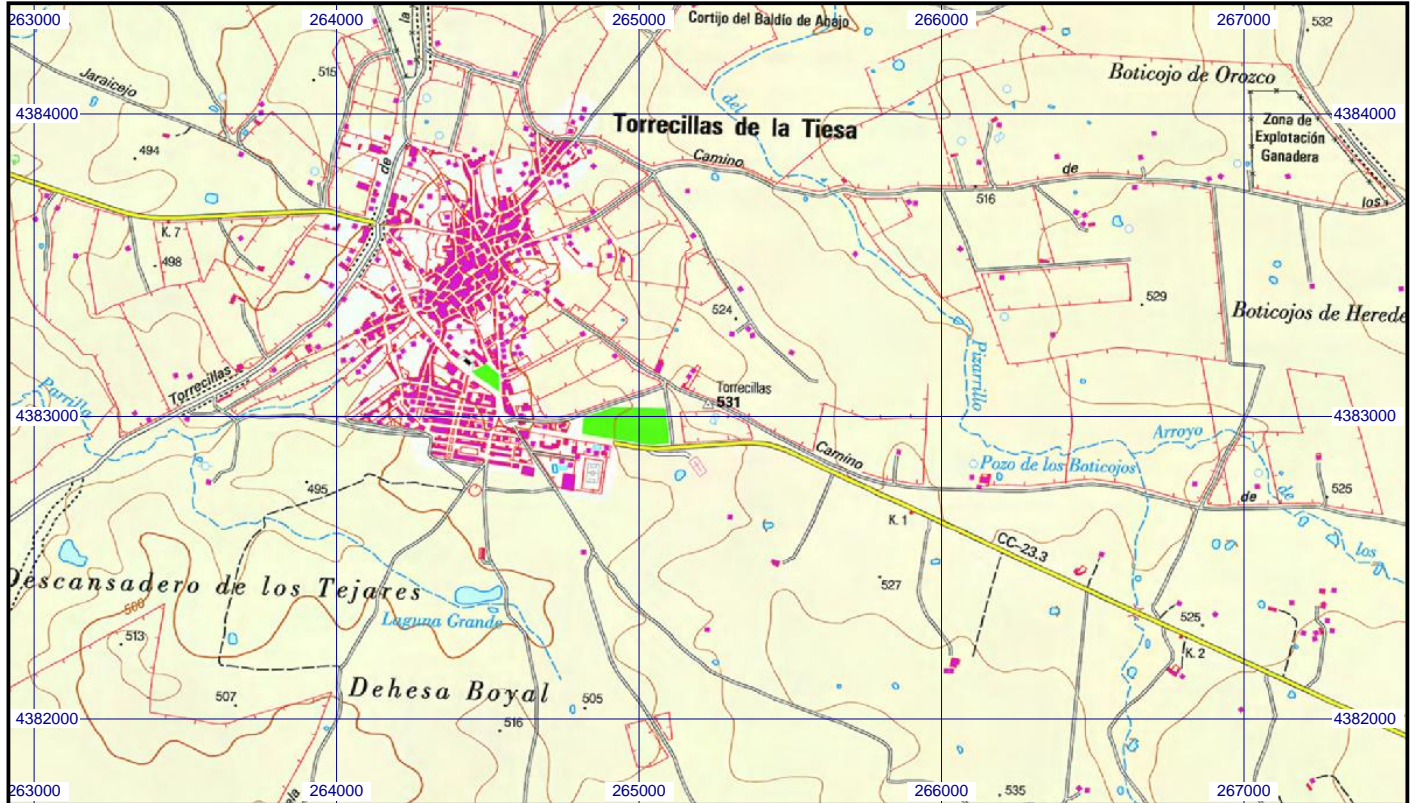 263000
264000
265000
266000
267000
Cortijo del Baldío de Abajo
532
la
515
Jaraicejo
Boticojo de Orozco
del
4384000
4384000
Torrecillas de la Tiesa
Zona de
Explotación
Ganadera
494
de
Camino
de
516
los
K. 7
498
529
524
Boticojos de Herede
Pizarrillo
Torrecillas
Parrilla
Torrecillas
531
4383000
4383000
Arroyo
Camino
Pozo de los Boticojos
de
de
525
495
K. 1
CC-23.3
los
Descansadero de los Tejares
527
500
Laguna Grande
525
513
K. 2
Dehesa Boyal
507
505
4382000
4382000
516
535
ala
263000
264000
265000
266000
267000